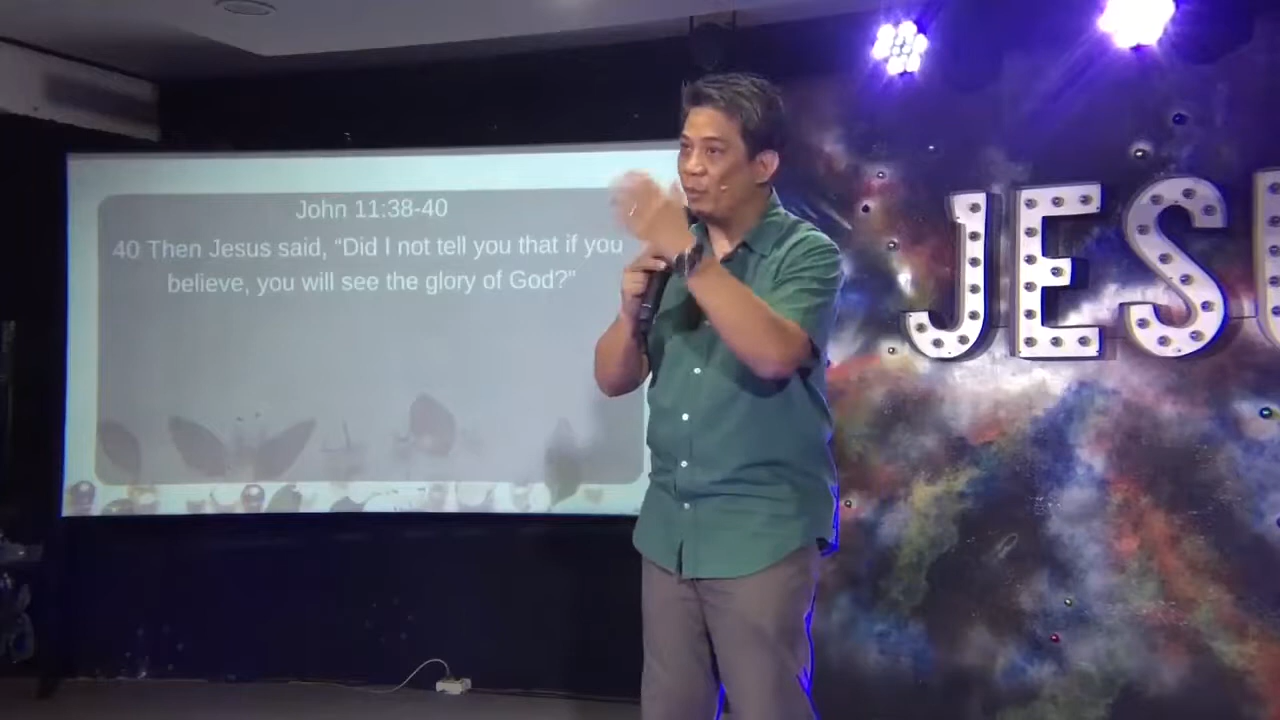 John 11:38-40
40 Then Jesus said, “Did I not tell you that if you
believe, you will see the glory of God?”
JESU